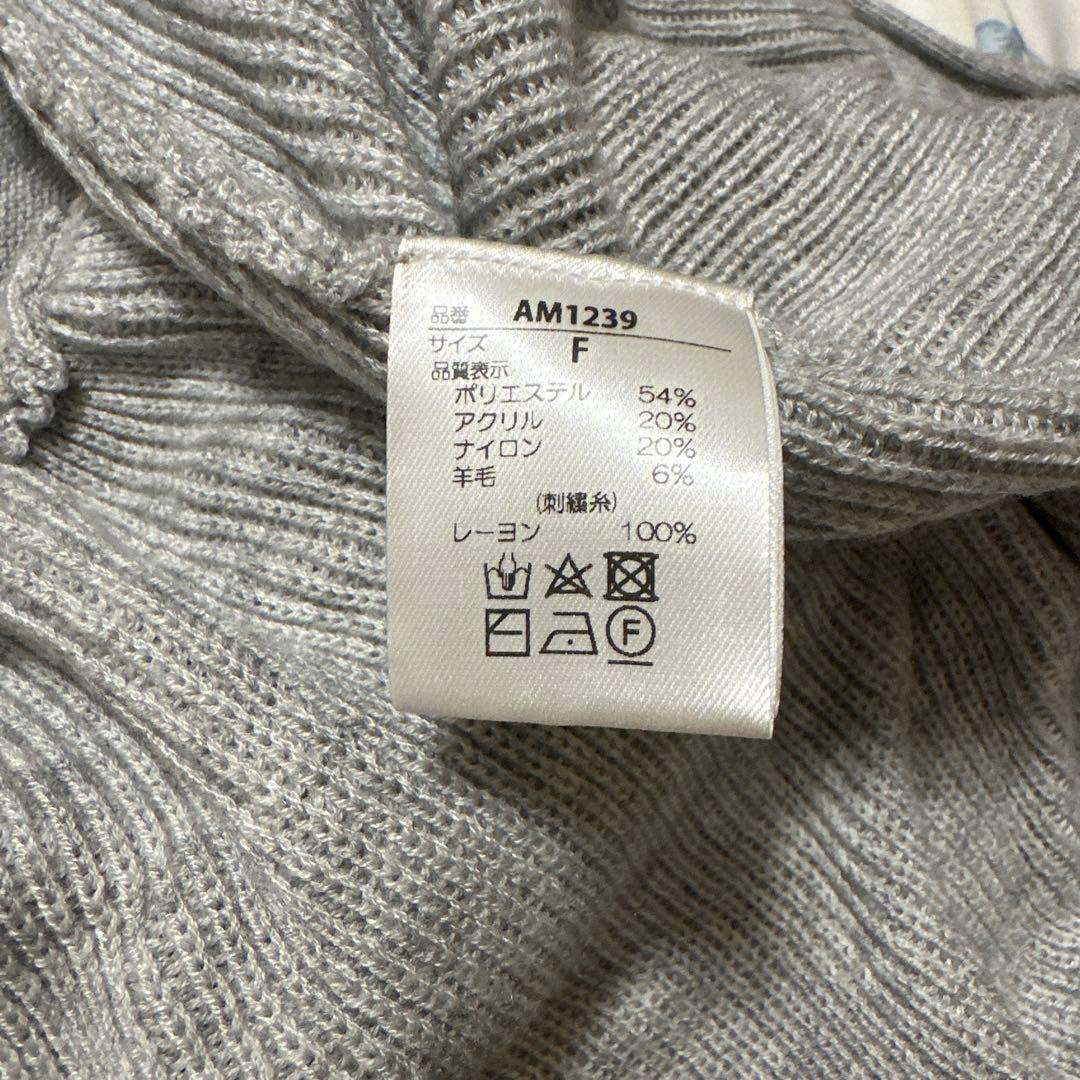 品番 AM1239
サイズ F
品質表示
ポリエステル 54%
アクリル 20%
ナイロン 20%
羊毛 6%
(刺繍糸)
レーヨン 100%
F